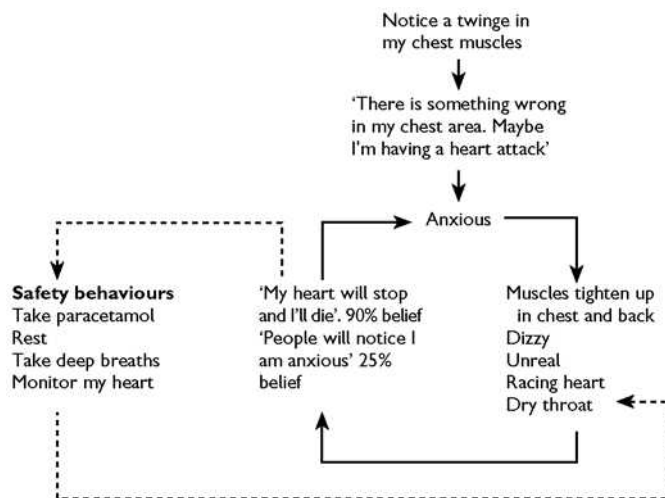 Notice a twinge in
my chest muscles
‘There is something wrong
in my chest area. Maybe
I'm having a heart attack’
Anxious
Safety behaviours
Take paracetamol
Rest
Take deep breaths
Monitor my heart
‘My heart will stop
and I'll die’. 90% belief
‘People will notice I
am anxious’ 25%
belief
Muscles tighten up
in chest and back
Dizzy
Unreal
Racing heart
Dry throat